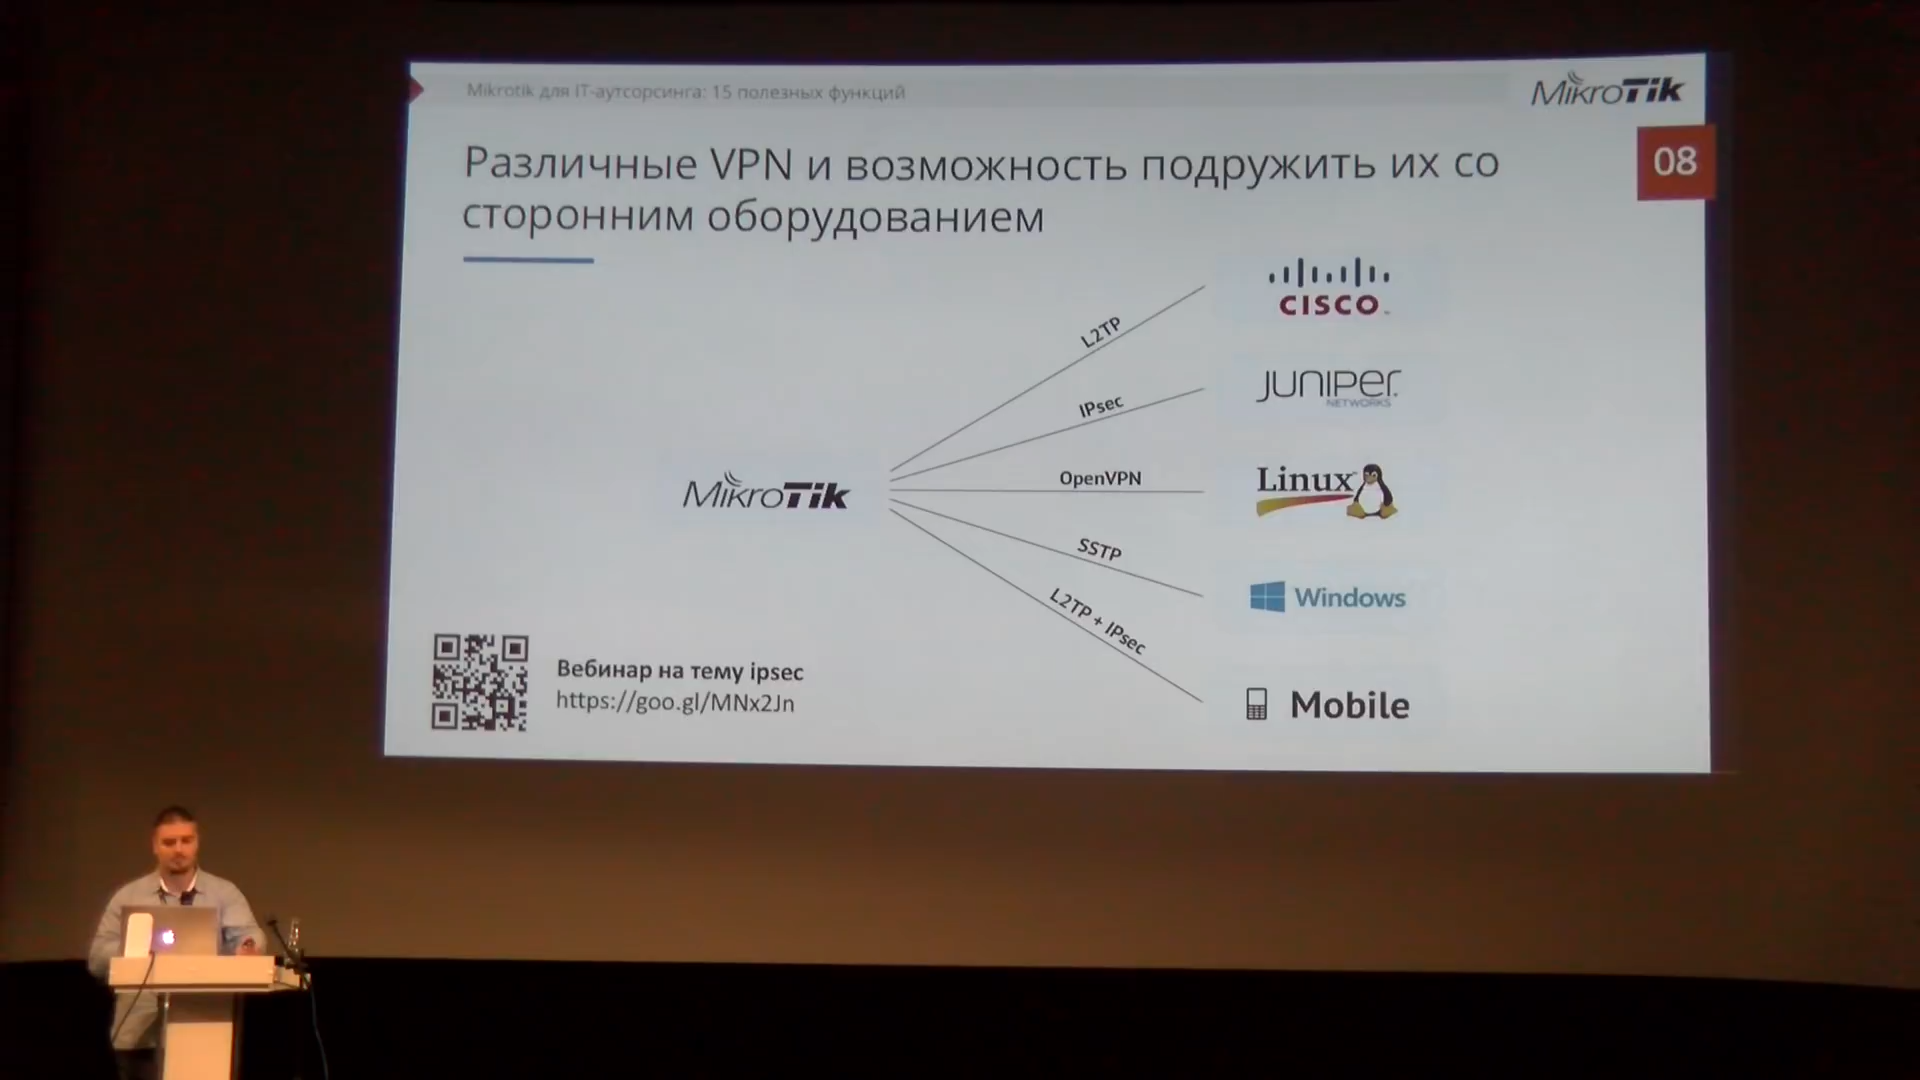 Mikrotik для IT-аутсорсинга: 15 полезных функций
MikroTik
08
Различные VPN и возможность подружить их со
сторонним оборудованием
CISCO
L2TP
JUNIPER
NETWORKS
IPsec
OpenVPN
Linux
MikroTik
SSTP
Windows
L2TP + IPsec
Mobile
Вебинар на тему ipsec
https://goo.gl/MNx2Jn